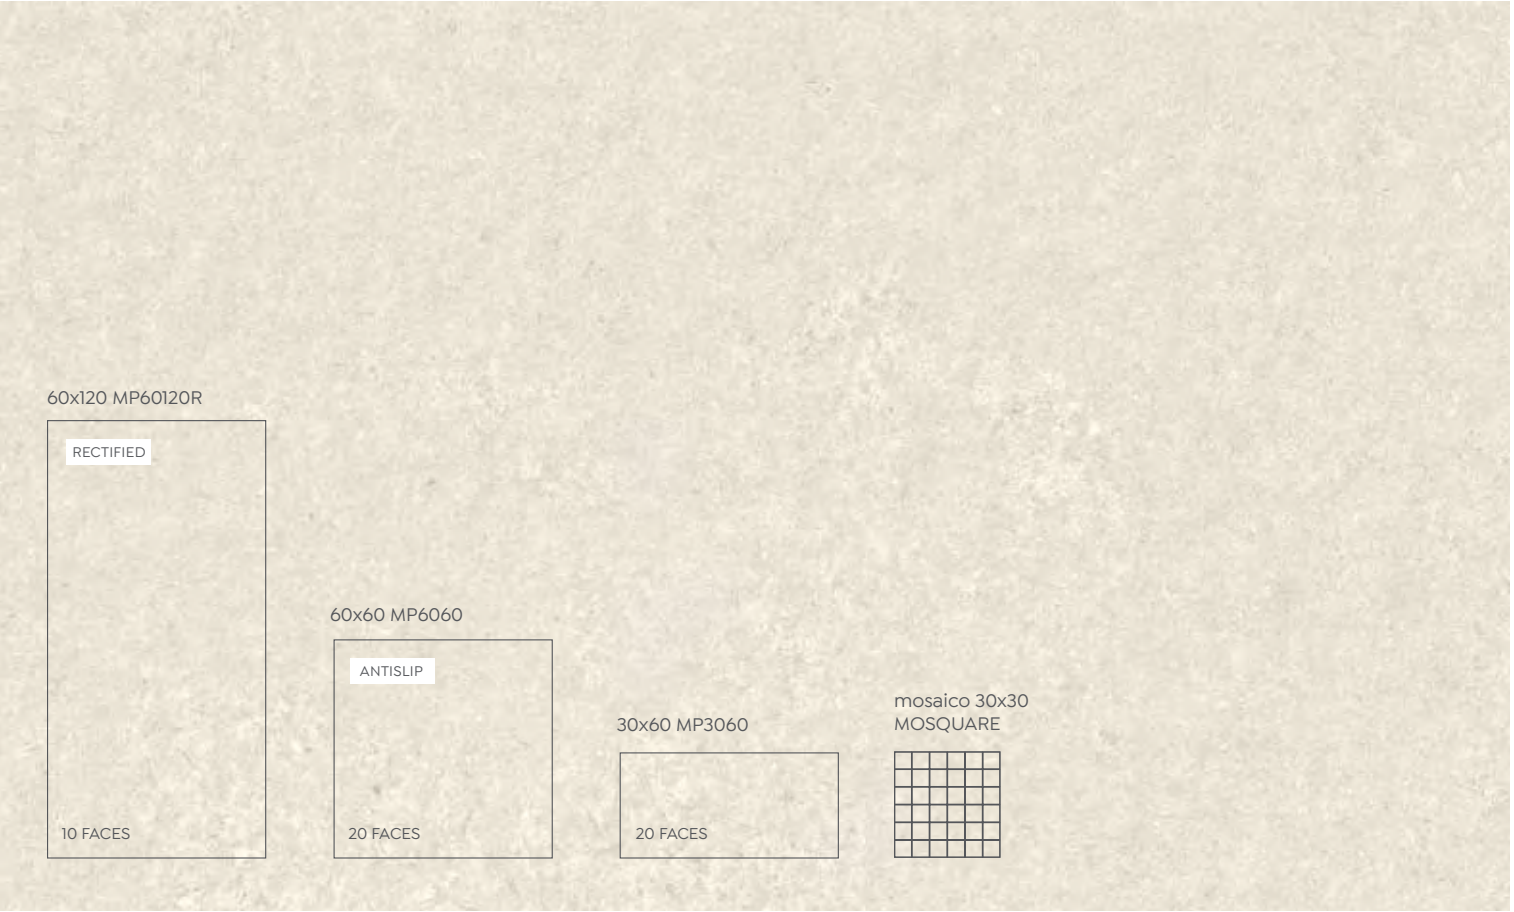 60x120 MP60120R
RECTIFIED
10 FACES
60x60 MP6060
ANTISLIP
20 FACES
30x60 MP3060
20 FACES
mosaico 30x30
MOSQUARE